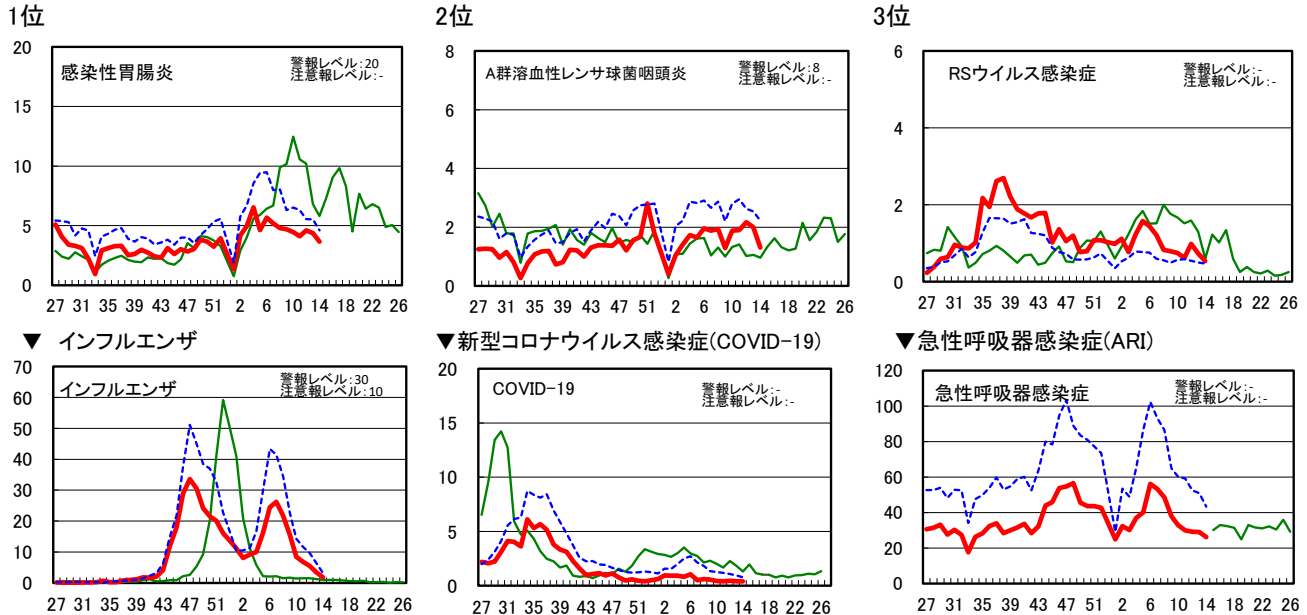 1位
20
15
10
5
0
感染性胃腸炎
警報レベル:20
注意報レベル:-
27 31 35 39 43 47 51 2 6 10 14 18 22 26
2位
8
6
4
2
0
A群溶血性レンサ球菌咽頭炎
警報レベル:8
注意報レベル:-
27 31 35 39 43 47 51 2 6 10 14 18 22 26
3位
6
4
2
0
RSウイルス感染症
警報レベル:-
注意報レベル:-
27 31 35 39 43 47 51 2 6 10 14 18 22 26
▼ インフルエンザ
70
60
50
40
30
20
10
0
インフルエンザ
警報レベル:30
注意報レベル:10
27 31 35 39 43 47 51 2 6 10 14 18 22 26
▼新型コロナウイルス感染症(COVID-19)
20
15
10
5
0
COVID-19
警報レベル:-
注意報レベル:-
27 31 35 39 43 47 51 2 6 10 14 18 22 26
▼急性呼吸器感染症(ARI)
120
100
80
60
40
20
0
急性呼吸器感染症
警報レベル:-
注意報レベル:-
27 31 35 39 43 47 51 2 6 10 14 18 22 26